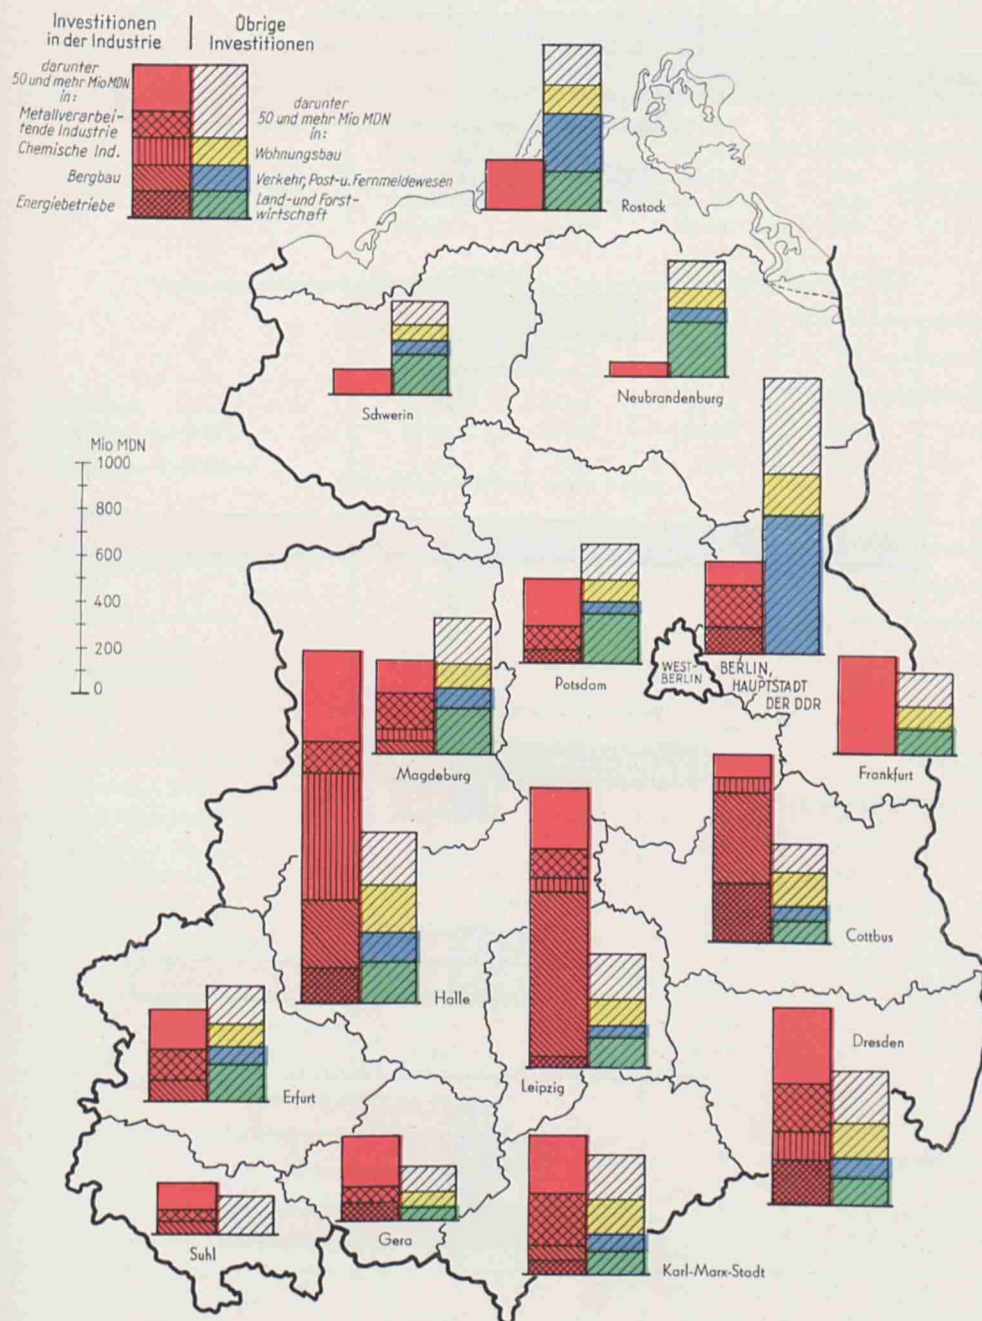 Investitionen
in der Industrie
Übrige
Investitionen
darunter
50 und mehr Mio MDN
in:
Metallverarbei-
tende Industrie
Chemische Ind.
Bergbau
Energiebetriebe
darunter
50 und mehr Mio MDN
in:
Wohnungsbau
Verkehr, Post- u. Fernmeldewesen
Land- und Forst-
wirtschaft
Rostock
Schwerin
Neubrandenburg
Mio MDN
1000
800
600
400
200
0
Potsdam
WEST-
BERLIN
BERLIN,
HAUPTSTADT
DER DDR
Magdeburg
Frankfurt
Cottbus
Halle
Leipzig
Dresden
Erfurt
Suhl
Gera
Karl-Marx-Stadt